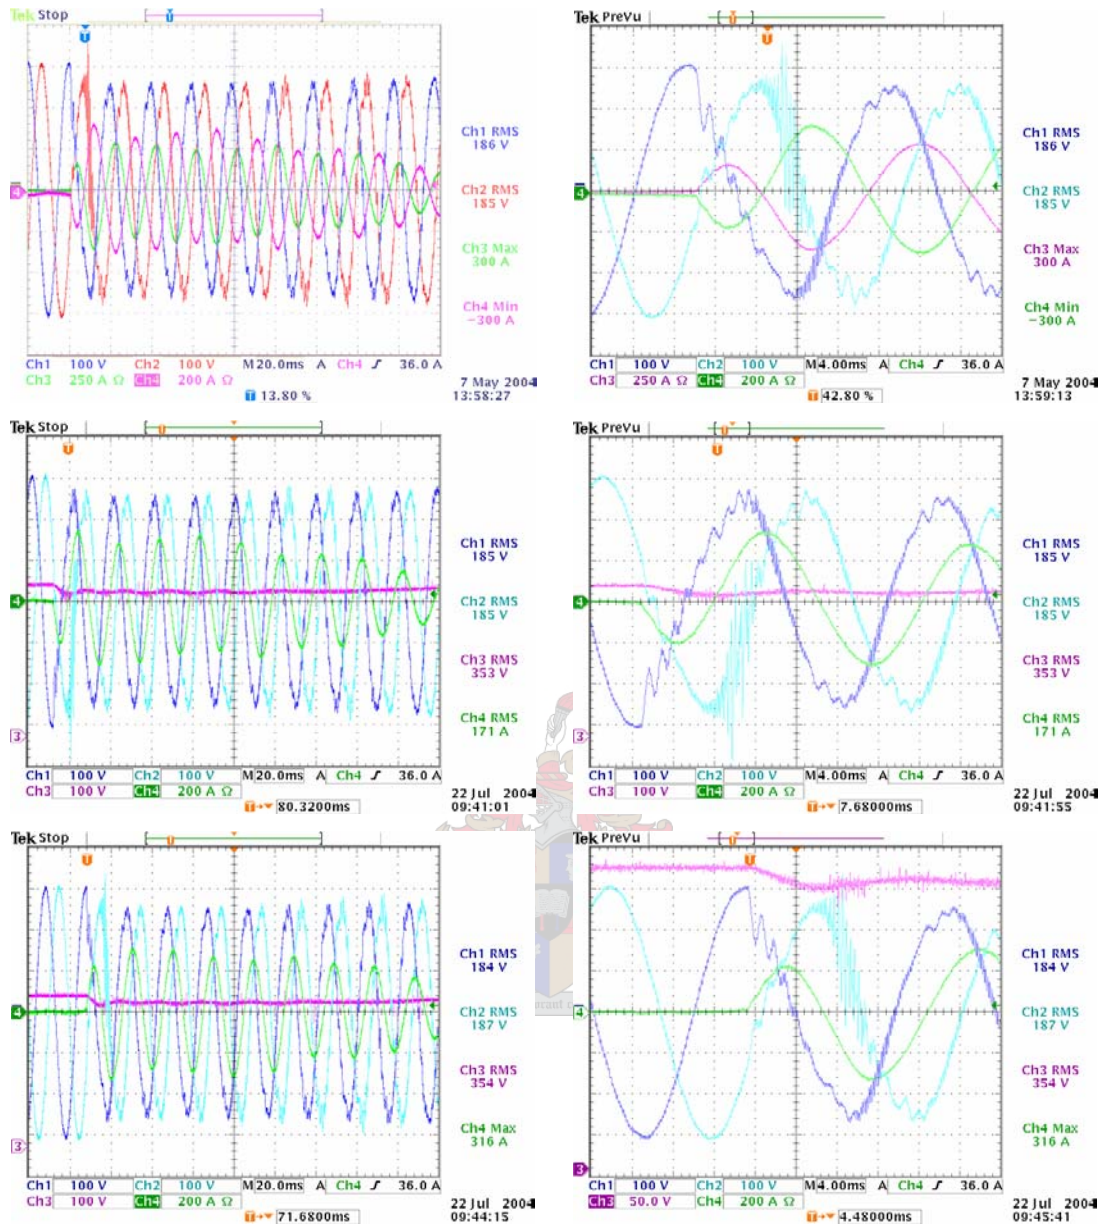 Tek Stop
T
T
Ch1 RMS
186 V
Ch2 RMS
185 V
Ch3 Max
300 A
Ch4 Min
-300 A
4
Ch1 100 V Ch2 100 V M 20.0ms A Ch4 ƒ 36.0 A
Ch3 250 A Ω Ch4 200 A Ω
T 13.80 %
7 May 2004
13:58:27
Tek PreVu
T
T
Ch1 RMS
186 V
Ch2 RMS
185 V
Ch3 Max
300 A
Ch4 Min
-300 A
4
Ch1 100 V Ch2 100 V M 4.00ms A Ch4 ƒ 36.0 A
Ch3 250 A Ω Ch4 200 A Ω
T 42.80 %
7 May 2004
13:59:13
Tek Stop
T
T
Ch1 RMS
185 V
Ch2 RMS
185 V
Ch3 RMS
353 V
Ch4 RMS
171 A
4
3
Ch1 100 V Ch2 100 V M 20.0ms A Ch4 ƒ 36.0 A
Ch3 100 V Ch4 200 A Ω
T 80.3200ms
22 Jul 2004
09:41:01
Tek PreVu
T
T
Ch1 RMS
185 V
Ch2 RMS
185 V
Ch3 RMS
353 V
Ch4 RMS
171 A
4
3
Ch1 100 V Ch2 100 V M 4.00ms A Ch4 ƒ 36.0 A
Ch3 100 V Ch4 200 A Ω
T 7.68000ms
22 Jul 2004
09:41:55
Tek Stop
T
T
Ch1 RMS
184 V
Ch2 RMS
187 V
Ch3 RMS
354 V
Ch4 Max
316 A
4
3
Ch1 100 V Ch2 100 V M 20.0ms A Ch4 ƒ 36.0 A
Ch3 100 V Ch4 200 A Ω
T 71.6800ms
22 Jul 2004
09:44:15
Tek PreVu
T
T
Ch1 RMS
184 V
Ch2 RMS
187 V
Ch3 RMS
354 V
Ch4 Max
316 A
4
3
Ch1 100 V Ch2 100 V M 4.00ms A Ch4 ƒ 36.0 A
Ch3 50.0 V Ch4 200 A Ω
T 4.48000ms
22 Jul 2004
09:45:41